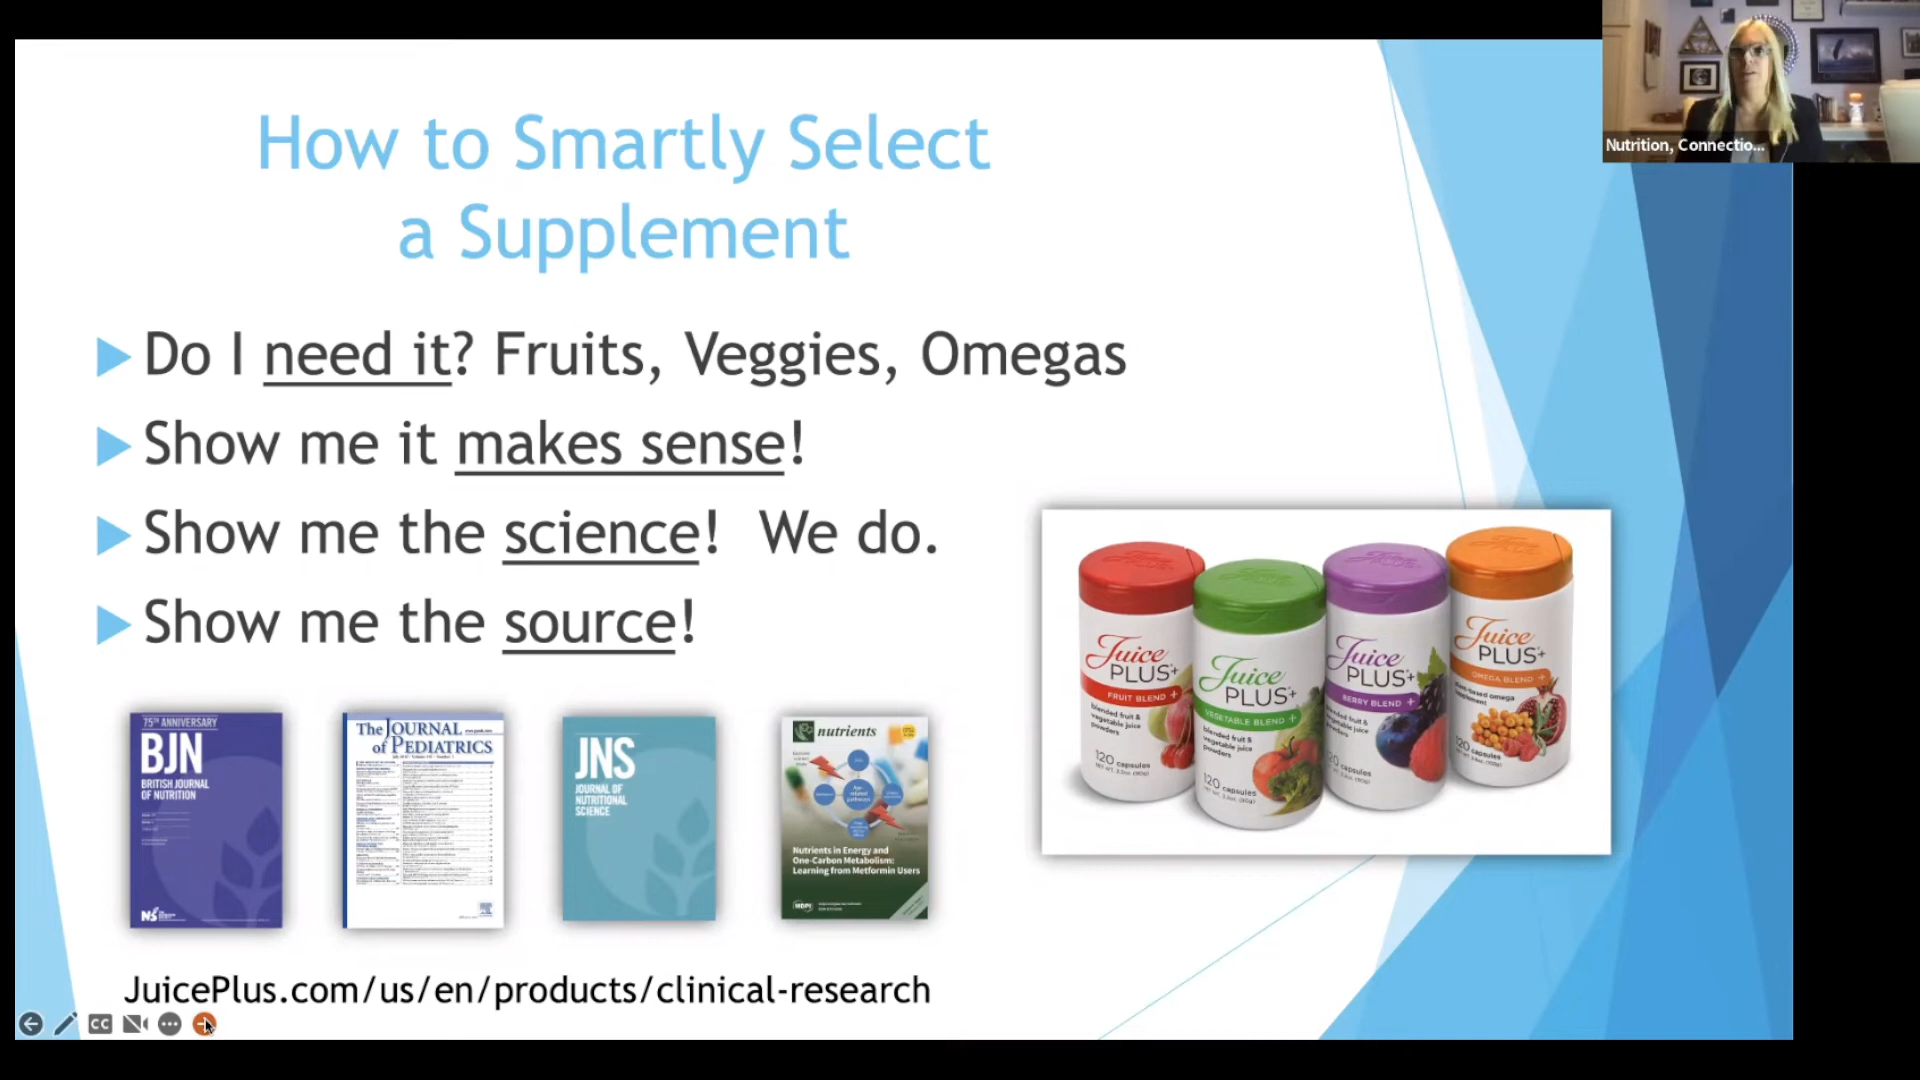 How to Smartly Select
a Supplement
Nutrition, Connectio...
Do I need it? Fruits, Veggies, Omegas
Show me it makes sense!
Show me the science! We do.
Show me the source!
75TH ANNIVERSARY
BJN
BRITISH JOURNAL
OF NUTRITION
NS
The JOURNAL
of PEDIATRICS
JNS
JOURNAL OF
NUTRITIONAL
SCIENCE
nutrients
Nutrients in Energy and
One-Carbon Metabolism:
Learning from Metformin Users
MDPI
Juice
PLUS+
FRUIT BLEND +
blended fruit &
vegetable juice
powders
120 capsules
Juice
PLUS+
VEGETABLE BLEND +
blended fruit &
vegetable juice
powders
120 capsules
Juice
PLUS+
BERRY BLEND +
blended fruit &
vegetable juice
powders
120 capsules
Juice
PLUS+
OMEGA BLEND +
plant-based omega
supplement
120 capsules
JuicePlus.com/us/en/products/clinical-research
CC